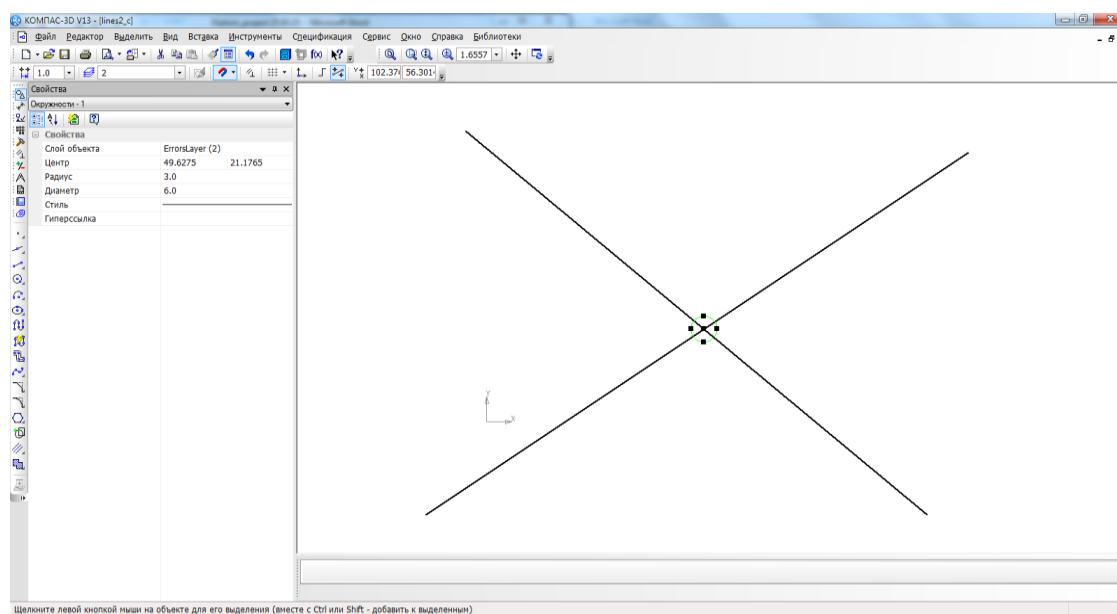 КОМПАС-3D V13 - [lines2_c]
Файл Редактор Выделить Вид Вставка Инструменты Спецификация Сервис Окно Справка Библиотеки
1.6557
1.0 2 102.37 56.301
Свойства
Окружности - 1
Свойства
Слой объекта ErrorsLayer (2)
Центр 49.6275 21.1765
Радиус 3.0
Диаметр 6.0
Стиль
Гиперссылка
Y
X
Щелкните левой кнопкой мыши на объекте для его выделения (вместе с Ctrl или Shift - добавить к выделенным)